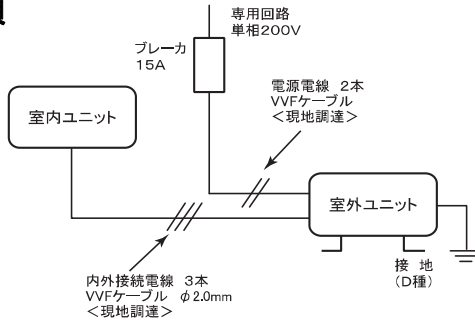 専用回路
単相200V
ブレーカ
15A
電源電線 2本
VVFケーブル
＜現地調達＞
室内ユニット
室外ユニット
接 地
（D種）
内外接続電線 3本
VVFケーブル φ2.0mm
＜現地調達＞